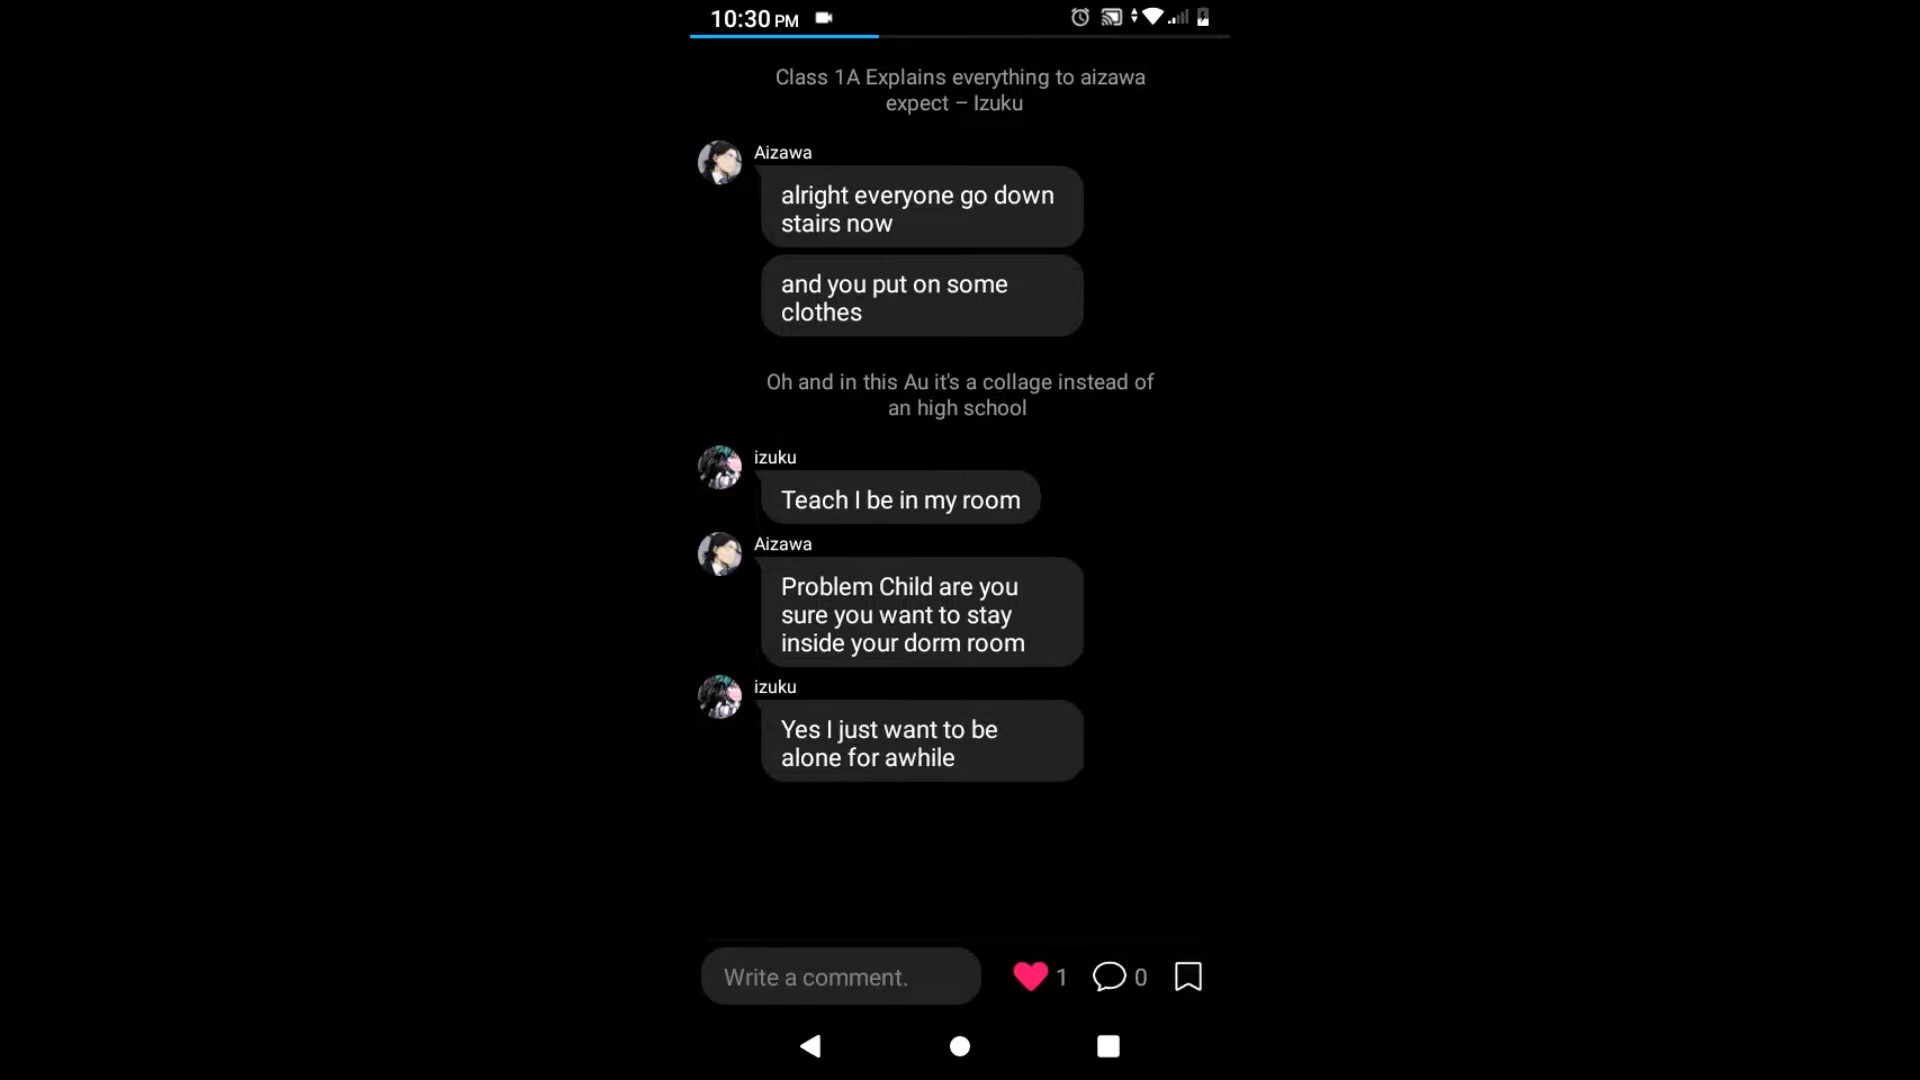 10:30 PM
Class 1A Explains everything to aizawa
expect – Izuku
Aizawa
alright everyone go down
stairs now
and you put on some
clothes
Oh and in this Au it's a collage instead of
an high school
izuku
Teach I be in my room
Aizawa
Problem Child are you
sure you want to stay
inside your dorm room
izuku
Yes I just want to be
alone for awhile
Write a comment.
1
0